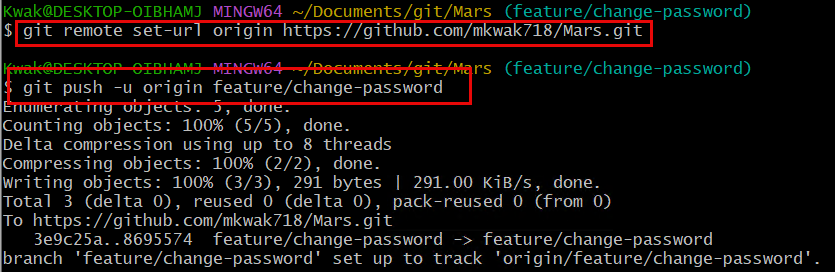 Kwak@DESKTOP-OIBHAMJ MINGW64 ~/Documents/git/Mars (feature/change-password)
$ git remote set-url origin https://github.com/mkwak718/Mars.git
Kwak@DESKTOP-OIBHAMJ MINGW64 ~/Documents/git/Mars (feature/change-password)
$ git push -u origin feature/change-password
Enumerating objects: 5, done.
Counting objects: 100% (5/5), done.
Delta compression using up to 8 threads
Compressing objects: 100% (2/2), done.
Writing objects: 100% (3/3), 291 bytes | 291.00 KiB/s, done.
Total 3 (delta 0), reused 0 (delta 0), pack-reused 0 (from 0)
To https://github.com/mkwak718/Mars.git
   3e9c25a..8695574  feature/change-password -> feature/change-password
branch 'feature/change-password' set up to track 'origin/feature/change-password'.